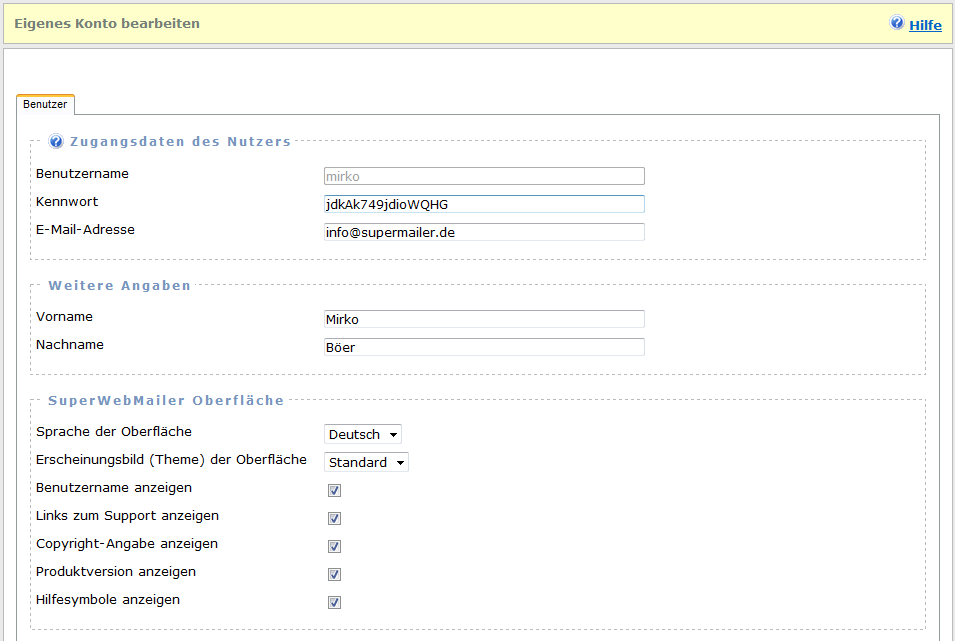 Eigenes Konto bearbeiten
Hilfe
Benutzer
Zugangsdaten des Nutzers
Benutzername mirko
Kennwort jdkAk749jdioWQHG
E-Mail-Adresse info@supermailer.de
Weitere Angaben
Vorname Mirko
Nachname Böer
SuperWebMailer Oberfläche
Sprache der Oberfläche Deutsch
Erscheinungsbild (Theme) der Oberfläche Standard
Benutzername anzeigen
Links zum Support anzeigen
Copyright-Angabe anzeigen
Produktversion anzeigen
Hilfesymbole anzeigen